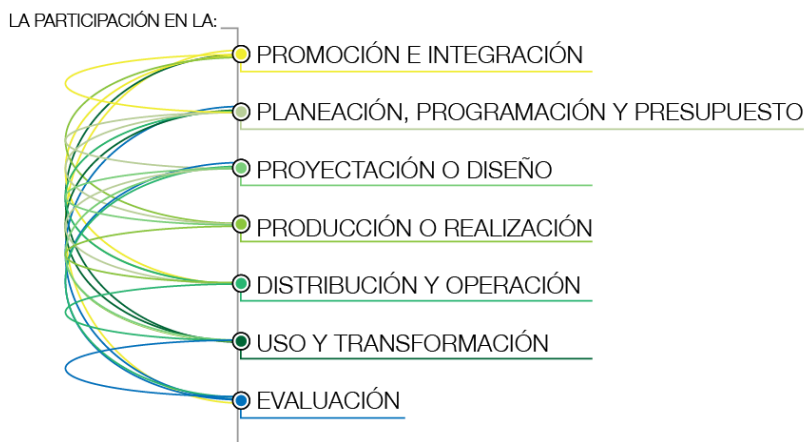 LA PARTICIPACIÓN EN LA:
PROMOCIÓN E INTEGRACIÓN
PLANEACIÓN, PROGRAMACIÓN Y PRESUPUESTO
PROYECTACIÓN O DISEÑO
PRODUCCIÓN O REALIZACIÓN
DISTRIBUCIÓN Y OPERACIÓN
USO Y TRANSFORMACIÓN
EVALUACIÓN